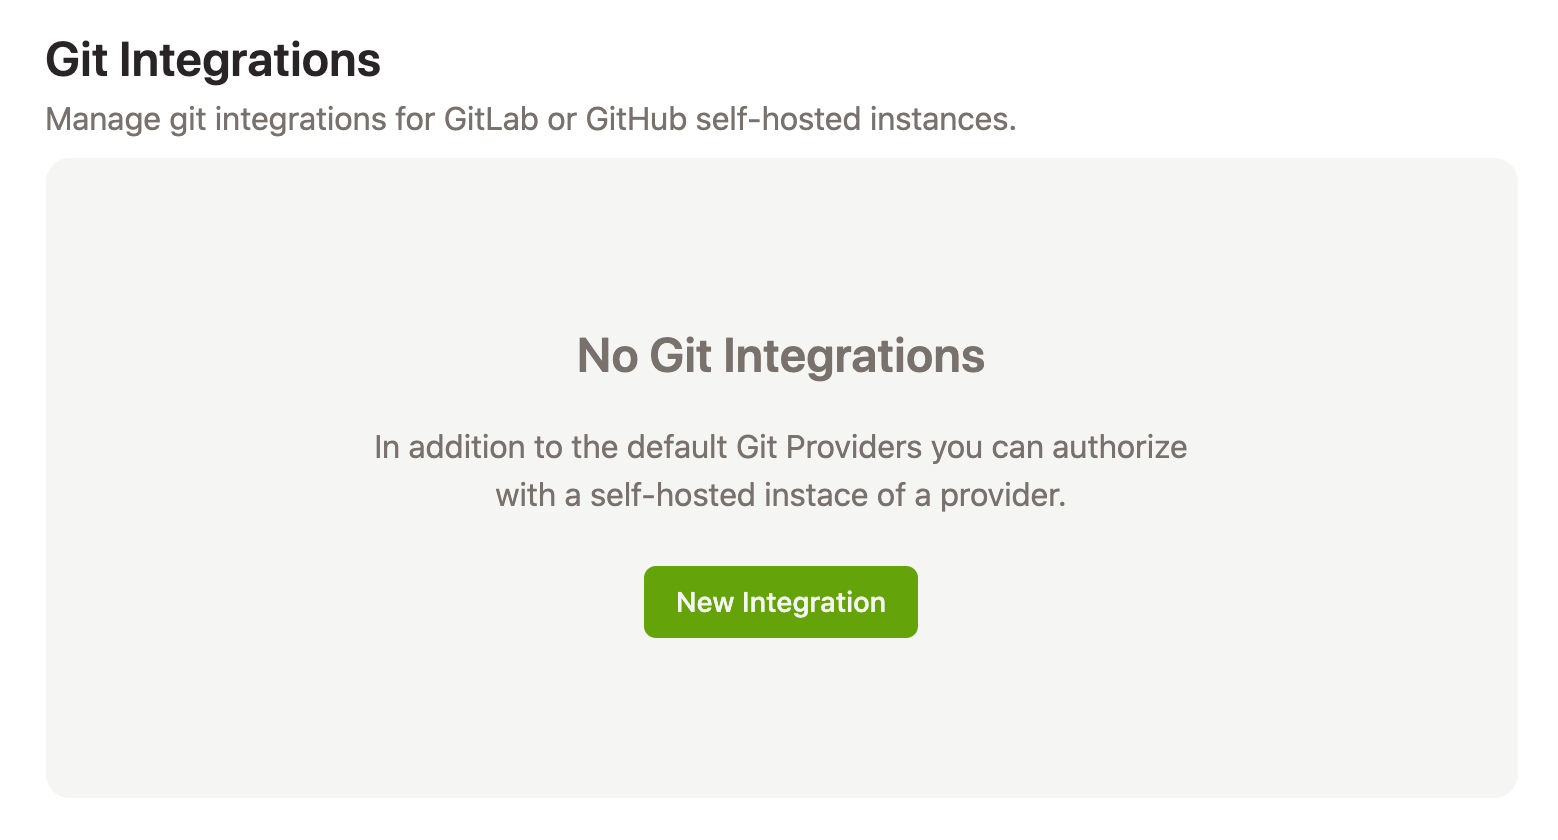 Git Integrations
Manage git integrations for GitLab or GitHub self-hosted instances.
No Git Integrations
In addition to the default Git Providers you can authorize
with a self-hosted instace of a provider.
New Integration